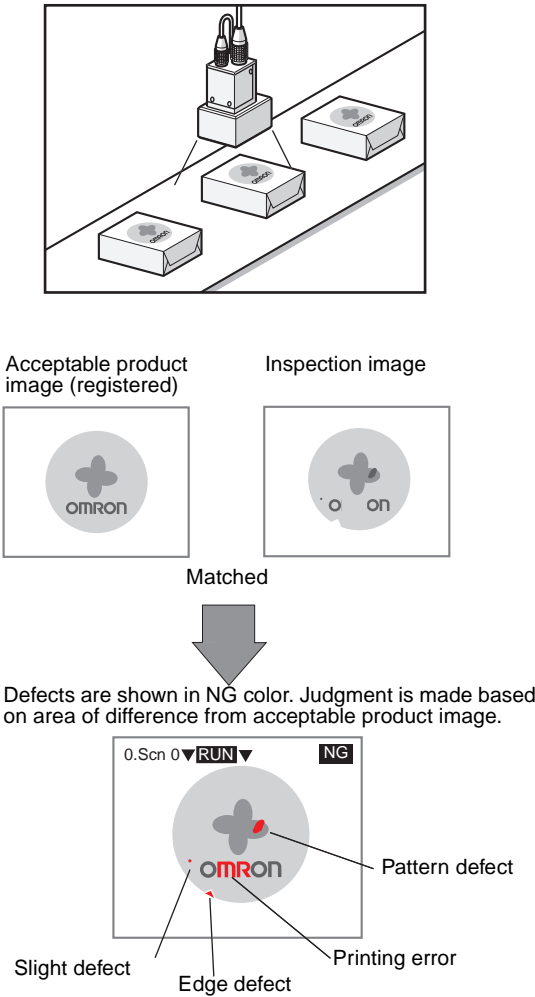 OMRON
OMRON
OMRON
Acceptable product
image (registered)
Inspection image
OMRON
O  ON
Matched
Defects are shown in NG color. Judgment is made based
on area of difference from acceptable product image.
0.Scn 0▼RUN▼ NG
OMRON
Pattern defect
Printing error
Slight defect
Edge defect